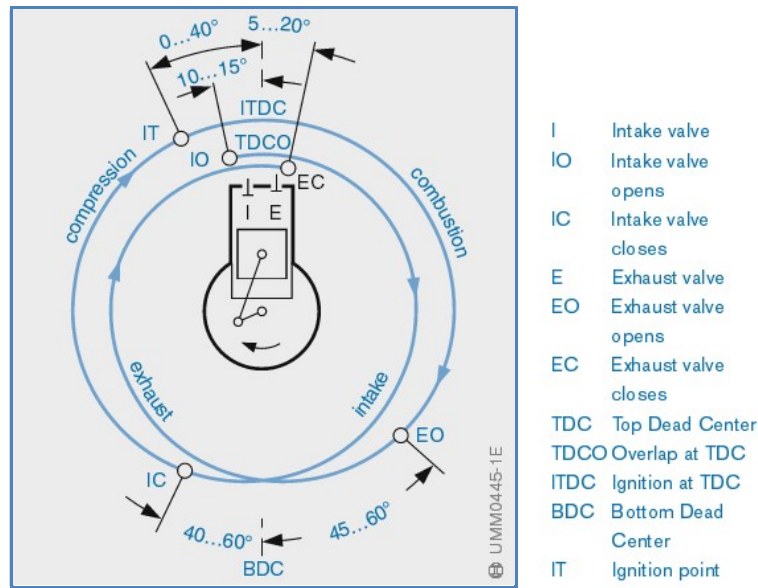 0...40°
5...20°
10...15°
ITDC
IT
TDCO
IO
EC
compression
combustion
I E
exhaust
intake
EO
IC
40...60°
45...60°
BDC
UMM0445-1E
I Intake valve
IO Intake valve
opens
IC Intake valve
closes
E Exhaust valve
EO Exhaust valve
opens
EC Exhaust valve
closes
TDC Top Dead Center
TDCO Overlap at TDC
ITDC Ignition at TDC
BDC Bottom Dead
Center
IT Ignition point